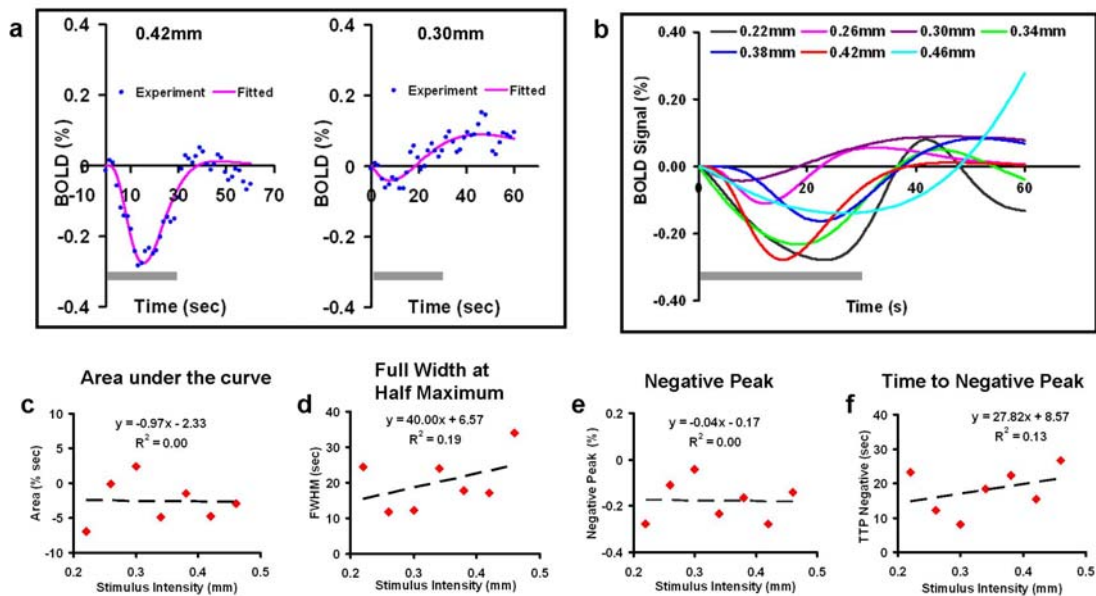 a
0.42mm
0.30mm
BOLD (%)
0.4
0.2
0
-0.2
-0.4
-10
10
30
50
70
Experiment
Fitted
Time (sec)
BOLD (%)
0.4
0.2
0
-0.2
-0.4
0
20
40
60
Experiment
Fitted
Time (sec)
b
BOLD Signal (%)
0.40
0.20
0.00
-0.20
-0.40
0
20
40
60
0.22mm
0.26mm
0.30mm
0.34mm
0.38mm
0.42mm
0.46mm
Time (s)
c
Area under the curve
y = -0.97x - 2.33
R² = 0.00
Area (% sec)
10
5
0
-5
-10
0.2
0.3
0.4
0.5
Stimulus Intensity (mm)
d
Full Width at
Half Maximum
y = 40.00x + 6.57
R² = 0.19
FWHM (sec)
40
30
20
10
0
0.2
0.3
0.4
0.5
Stimulus Intensity (mm)
e
Negative Peak
y = -0.04x - 0.17
R² = 0.00
Negative Peak (%)
0.2
0
-0.2
-0.4
0.2
0.3
0.4
0.5
Stimulus Intensity (mm)
f
Time to Negative Peak
y = 27.82x + 8.57
R² = 0.13
TTP Negative (sec)
40
30
20
10
0
0.2
0.3
0.4
0.5
Stimulus Intensity (mm)